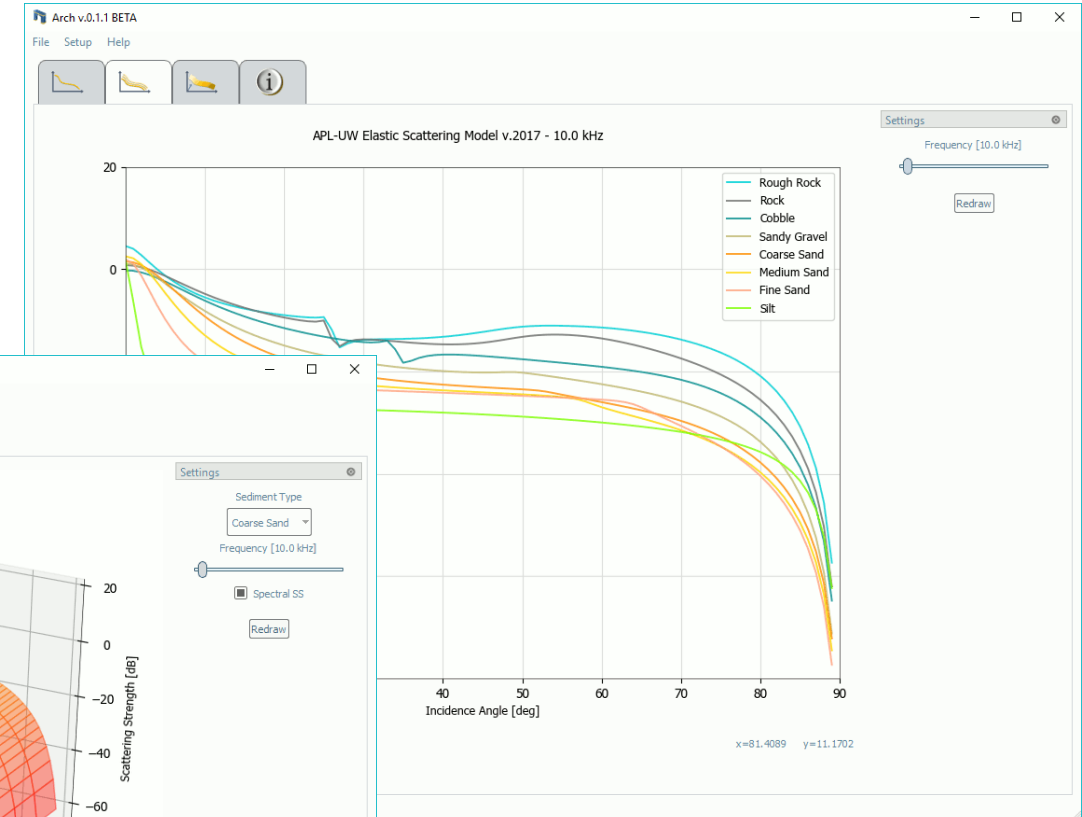 Arch v.0.1.1 BETA
File Setup Help
APL-UW Elastic Scattering Model v.2017 - 10.0 kHz
Settings
Frequency [10.0 kHz]
Redraw
20
0
Rough Rock
Rock
Cobble
Sandy Gravel
Coarse Sand
Medium Sand
Fine Sand
Silt
40 50 60 70 80 90
Incidence Angle [deg]
x=81.4089 y=11.1702
Settings
Sediment Type
Coarse Sand
Frequency [10.0 kHz]
Spectral SS
Redraw
20
0
−20
−40
−60
Scattering Strength [dB]